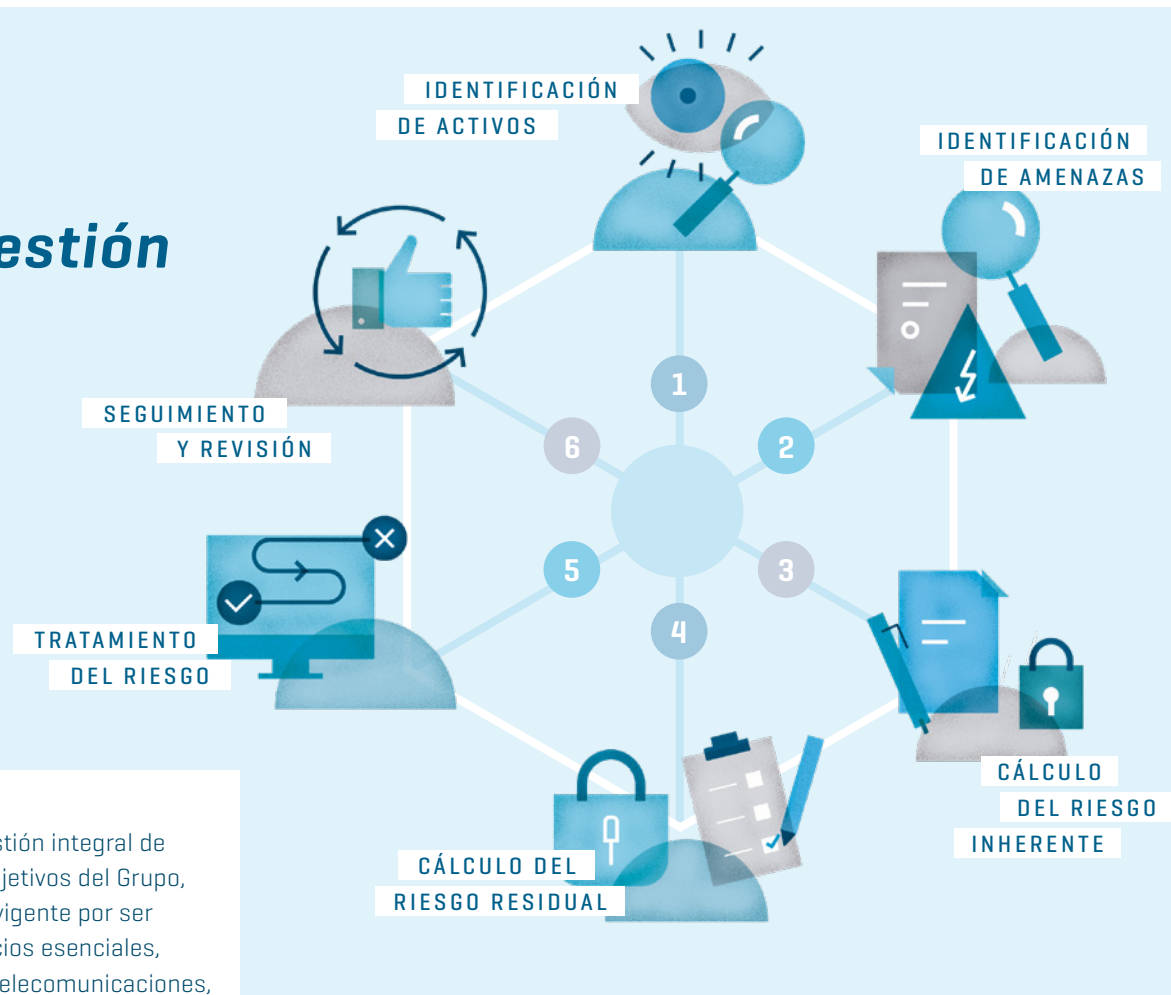 estión
IDENTIFICACIÓN
DE ACTIVOS
IDENTIFICACIÓN
DE AMENAZAS
CÁLCULO
DEL RIESGO
INHERENTE
CÁLCULO DEL
RIESGO RESIDUAL
TRATAMIENTO
DEL RIESGO
SEGUIMIENTO
Y REVISIÓN
1
2
3
4
5
6
stión integral de
jetivos del Grupo,
vigente por ser
cios esenciales,
elecomunicaciones,